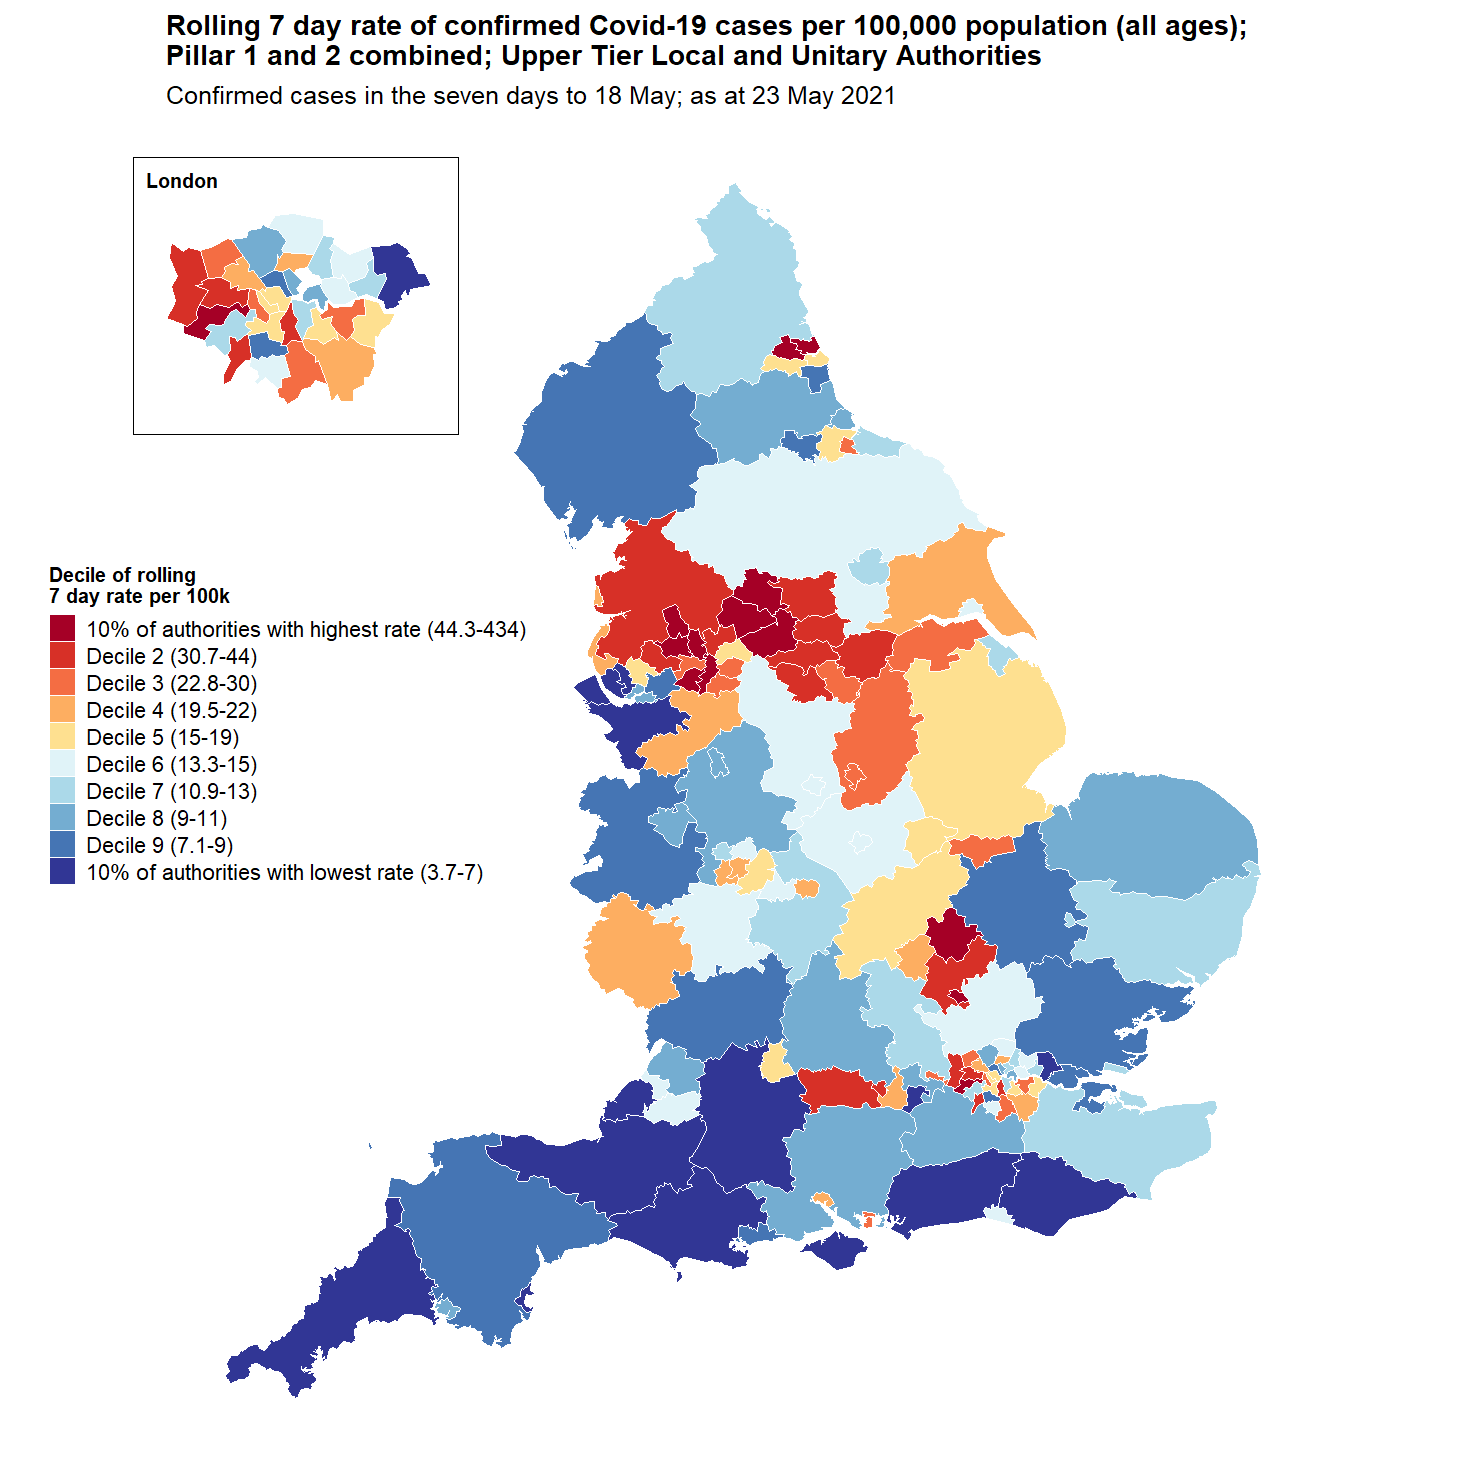 Rolling 7 day rate of confirmed Covid-19 cases per 100,000 population (all ages);
Pillar 1 and 2 combined; Upper Tier Local and Unitary Authorities
Confirmed cases in the seven days to 18 May; as at 23 May 2021
London
Decile of rolling
7 day rate per 100k
10% of authorities with highest rate (44.3-434)
Decile 2 (30.7-44)
Decile 3 (22.8-30)
Decile 4 (19.5-22)
Decile 5 (15-19)
Decile 6 (13.3-15)
Decile 7 (10.9-13)
Decile 8 (9-11)
Decile 9 (7.1-9)
10% of authorities with lowest rate (3.7-7)